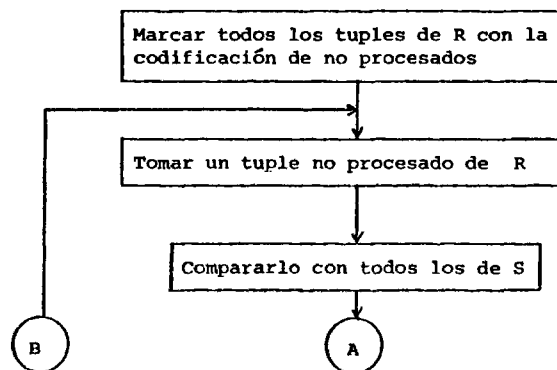 Marcar todos los tuples de R con la
codificación de no procesados
Tomar un tuple no procesado de R
Compararlo con todos los de S
B
A